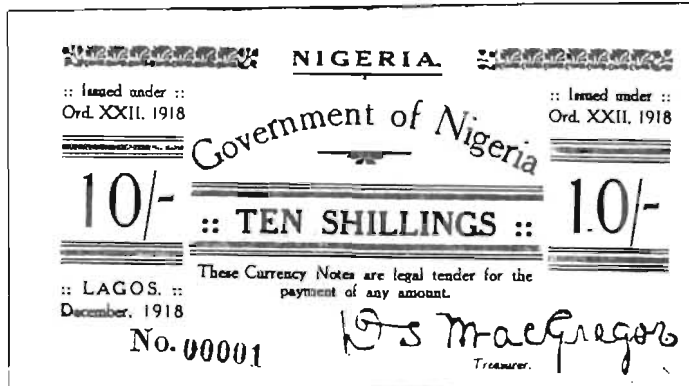 NIGERIA.
:: Issued under ::
Ord. XXII, 1918
:: Issued under ::
Ord. XXII, 1918
Government of Nigeria
10/-
:: TEN SHILLINGS ::
10/-
These Currency Notes are legal tender for the
payment of any amount.
:: LAGOS. ::
December, 1918
No. 00001
MacGregor
Treasurer.